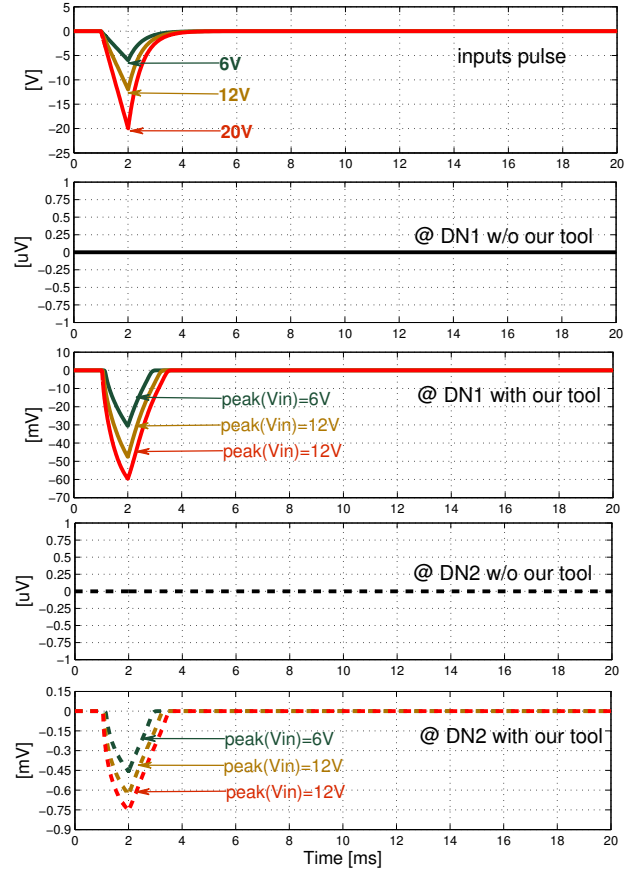 0
−5
−10
−15
−20
−25
[V]
inputs pulse
6V
12V
20V
0 2 4 6 8 10 12 14 16 18 20
1
0.75
0.5
0.25
0
−0.25
−0.5
−0.75
−1
[uV]
@ DN1 w/o our tool
0 2 4 6 8 10 12 14 16 18 20
10
0
−10
−20
−30
−40
−50
−60
−70
[mV]
peak(Vin)=6V
@ DN1 with our tool
peak(Vin)=12V
peak(Vin)=12V
0 2 4 6 8 10 12 14 16 18 20
1
0.75
0.5
0.25
0
−0.25
−0.5
−0.75
−1
[uV]
@ DN2 w/o our tool
0 2 4 6 8 10 12 14 16 18 20
0.15
0
−0.15
−0.3
−0.45
−0.6
−0.75
−0.9
[mV]
peak(Vin)=6V
@ DN2 with our tool
peak(Vin)=12V
peak(Vin)=12V
0 2 4 6 8 10 12 14 16 18 20
Time [ms]